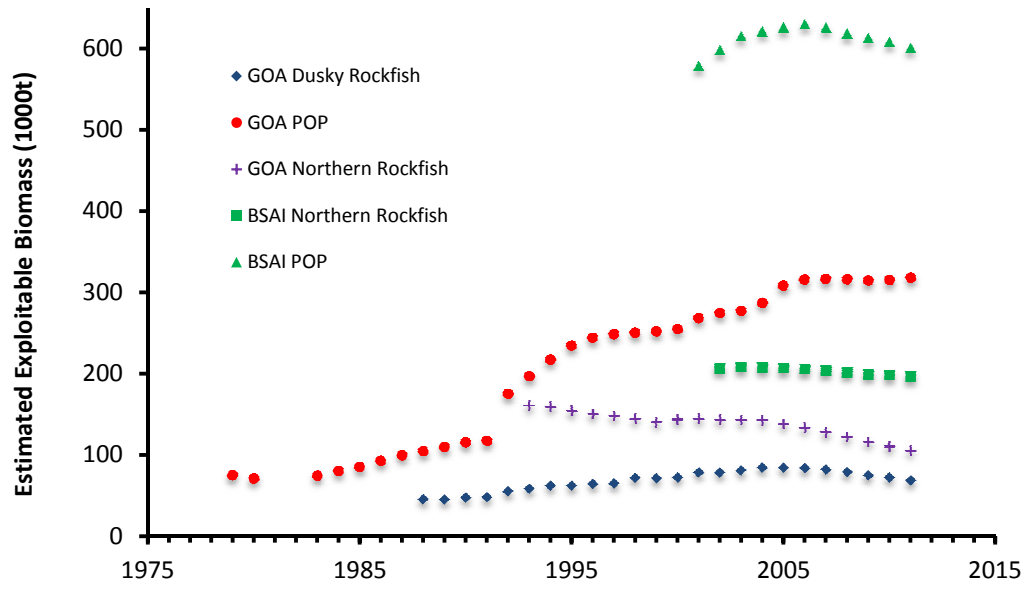 Estimated Exploitable Biomass (1000t)
600
500
400
300
200
100
0
GOA Dusky Rockfish
GOA POP
GOA Northern Rockfish
BSAI Northern Rockfish
BSAI POP
1975 1985 1995 2005 2015